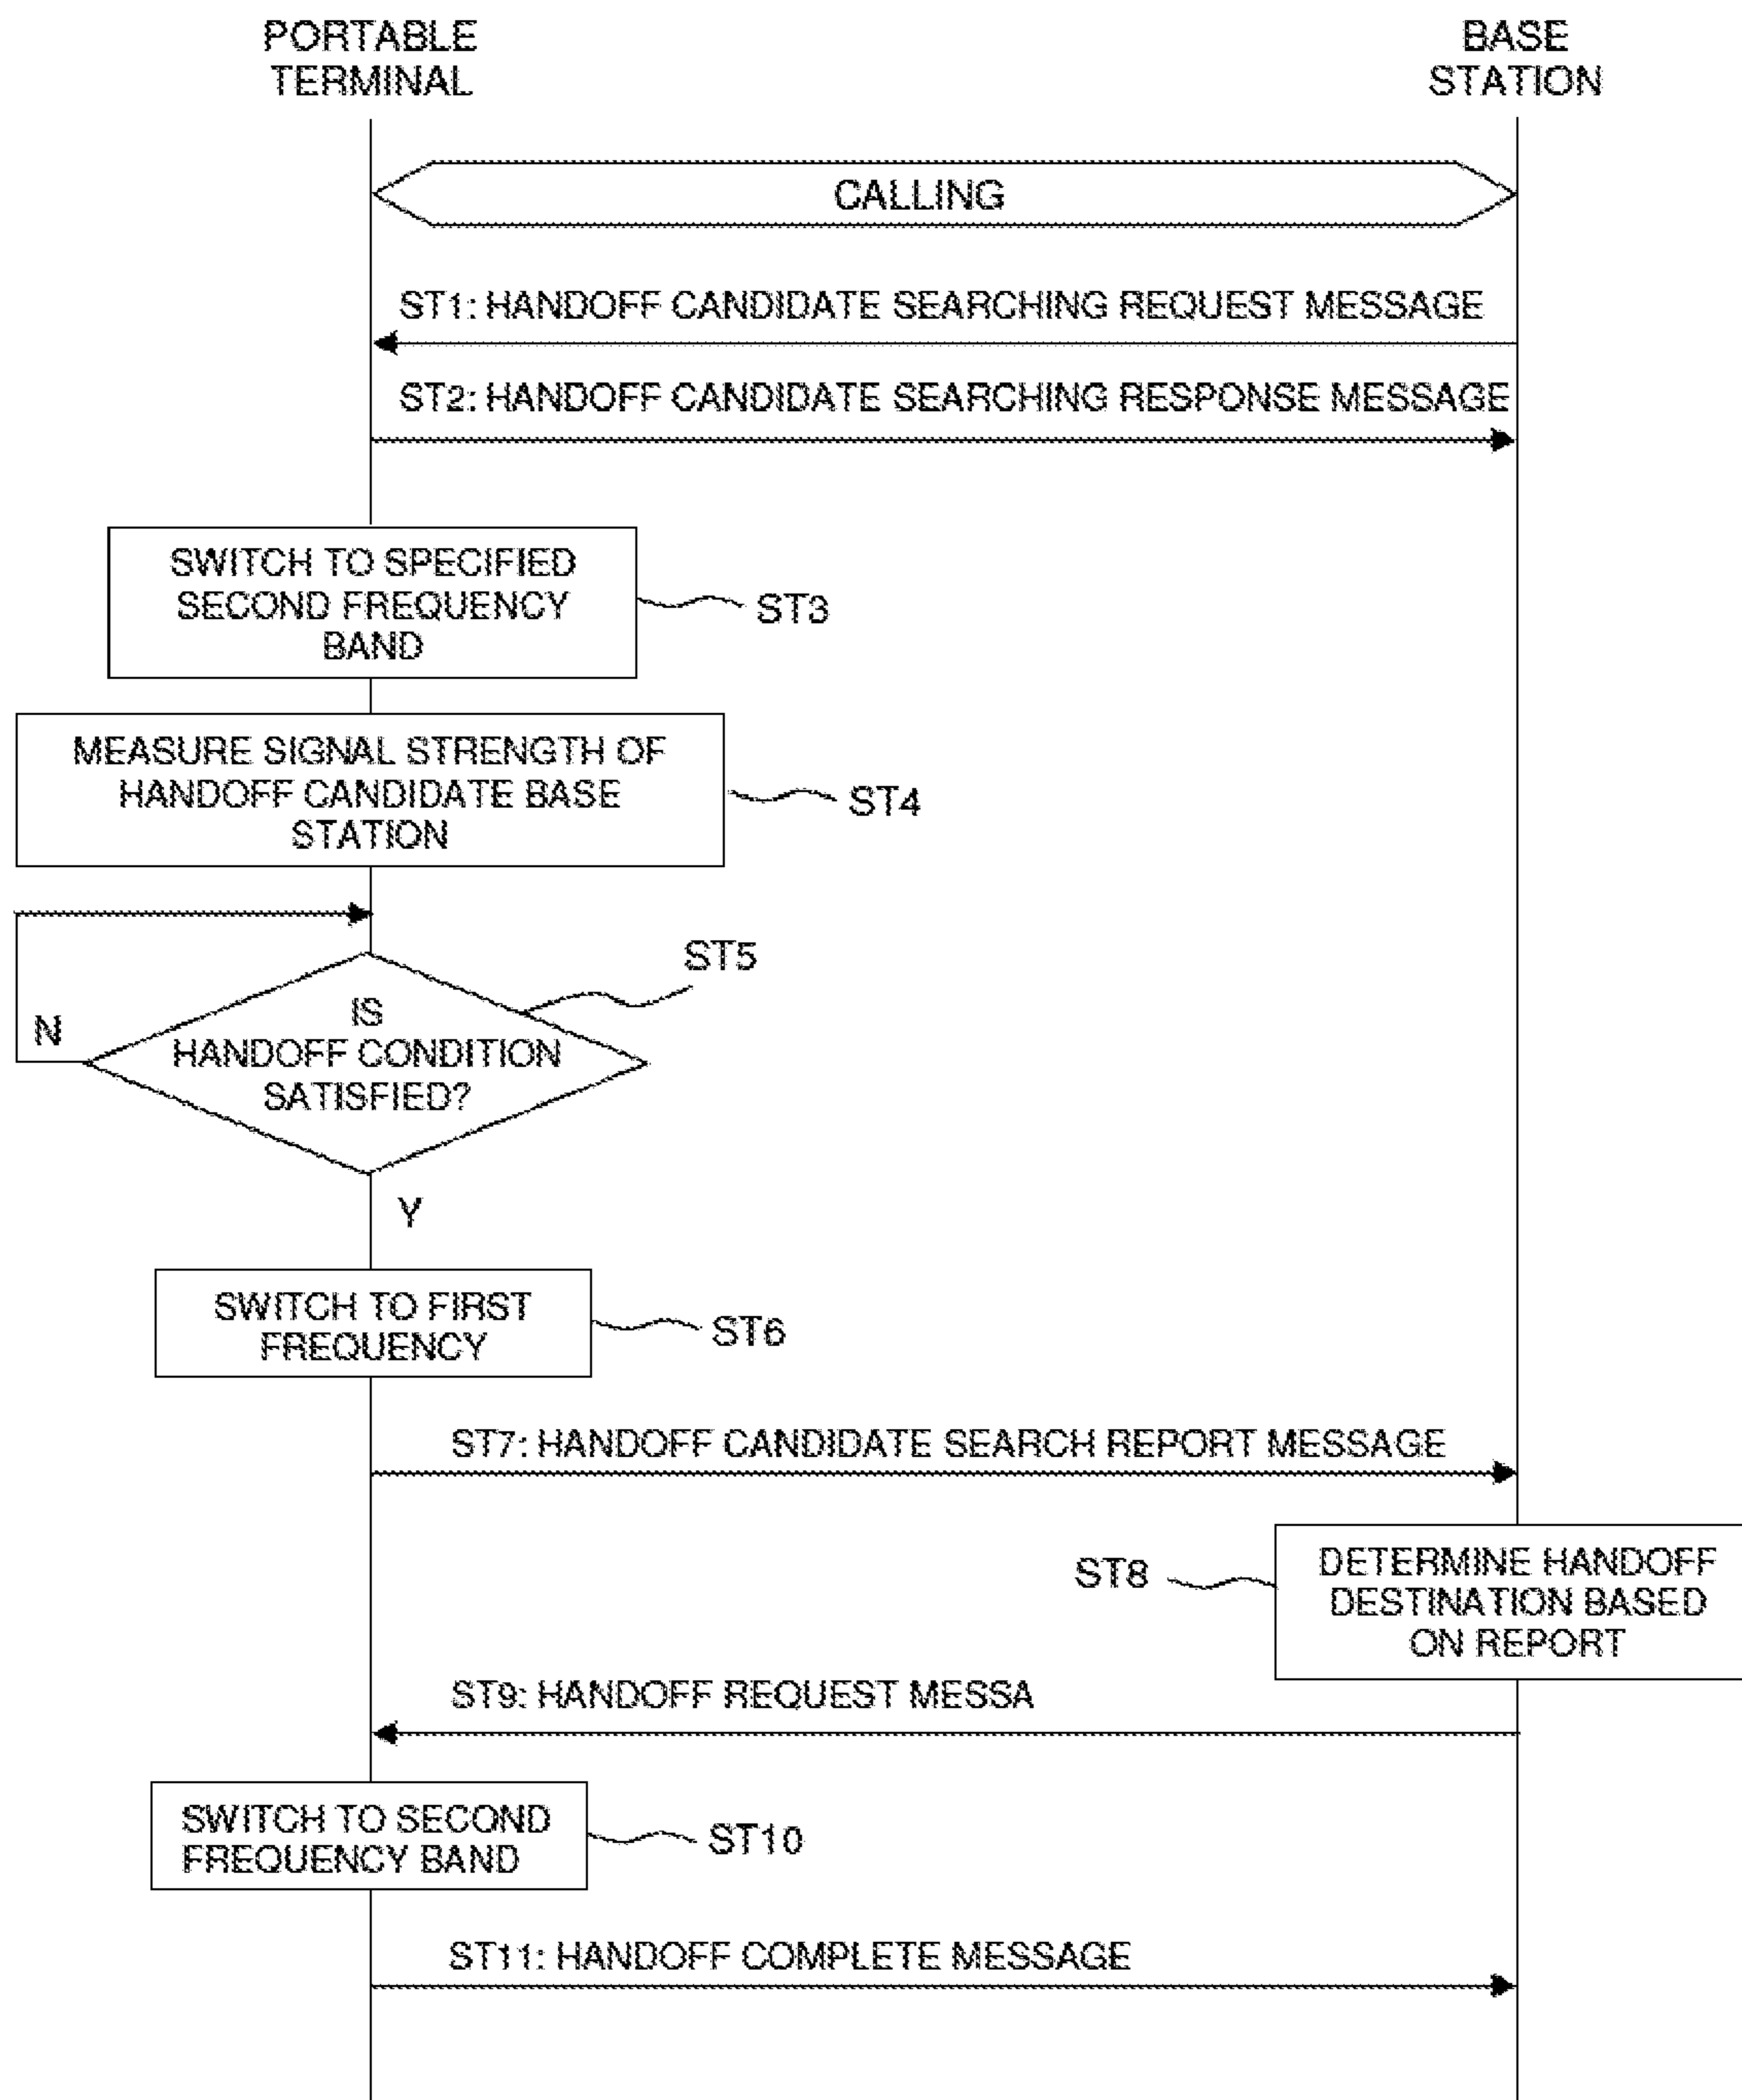 PORTABLE
TERMINAL
BASE
STATION
CALLING
ST1: HANDOFF CANDIDATE SEARCHING REQUEST MESSAGE
ST2: HANDOFF CANDIDATE SEARCHING RESPONSE MESSAGE
SWITCH TO SPECIFIED
SECOND FREQUENCY
BAND
ST3
MEASURE SIGNAL STRENGTH OF
HANDOFF CANDIDATE BASE
STATION
ST4
ST5
N
IS
HANDOFF CONDITION
SATISFIED?
Y
SWITCH TO FIRST
FREQUENCY
ST6
ST7: HANDOFF CANDIDATE SEARCH REPORT MESSAGE
ST8
DETERMINE HANDOFF
DESTINATION BASED
ON REPORT
ST9: HANDOFF REQUEST MESSA
SWITCH TO SECOND
FREQUENCY BAND
ST10
ST11: HANDOFF COMPLETE MESSAGE